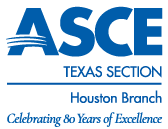 ASCE
TEXAS SECTION
Houston Branch
Celebrating 80 Years of Excellence